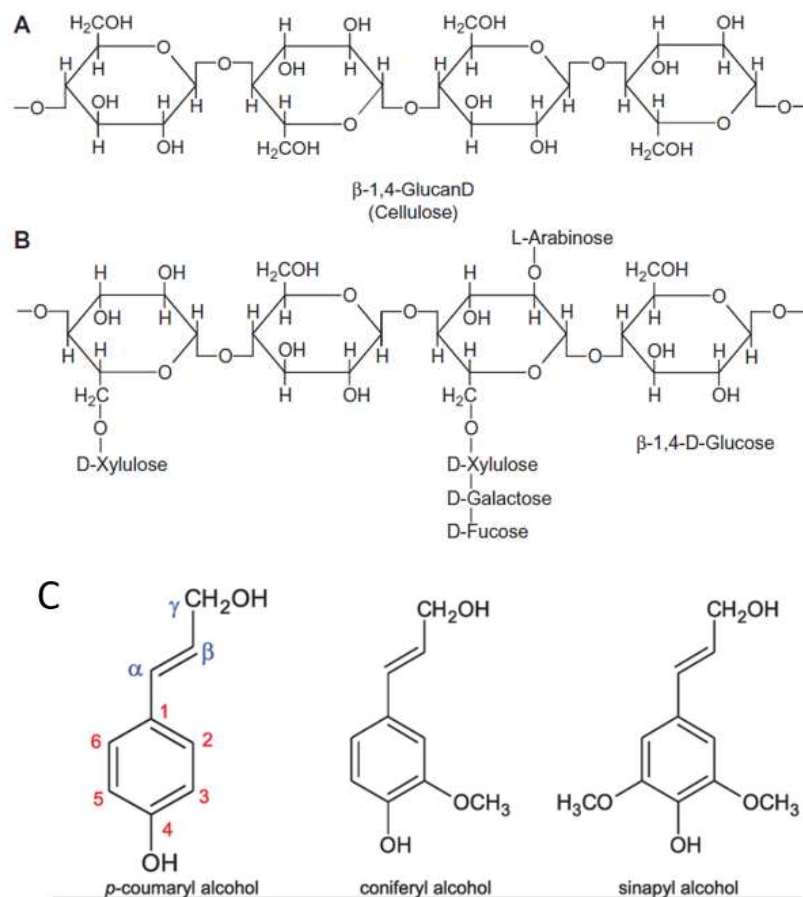 A
H₂COH H OH H₂COH H OH
O O
H H H OH H H H H H OH H H
O O O O O
OH H H H H O OH H H H H O
H OH H₂COH H OH H₂COH
β-1,4-GlucanD
(Cellulose)
B
L-Arabinose
O
H OH H₂COH H H₂COH
O O
OH H H H H OH H H H
O O O O O
H H O OH H H H O OH H
H₂C H OH H₂C H OH
O O
β-1,4-D-Glucose
D-Xylulose D-Xylulose
D-Galactose
D-Fucose
C
γ CH₂OH CH₂OH CH₂OH
α β
1
6 2
5 3
4
OCH₃ H₃CO OCH₃
OH OH OH
p-coumaryl alcohol coniferyl alcohol sinapyl alcohol